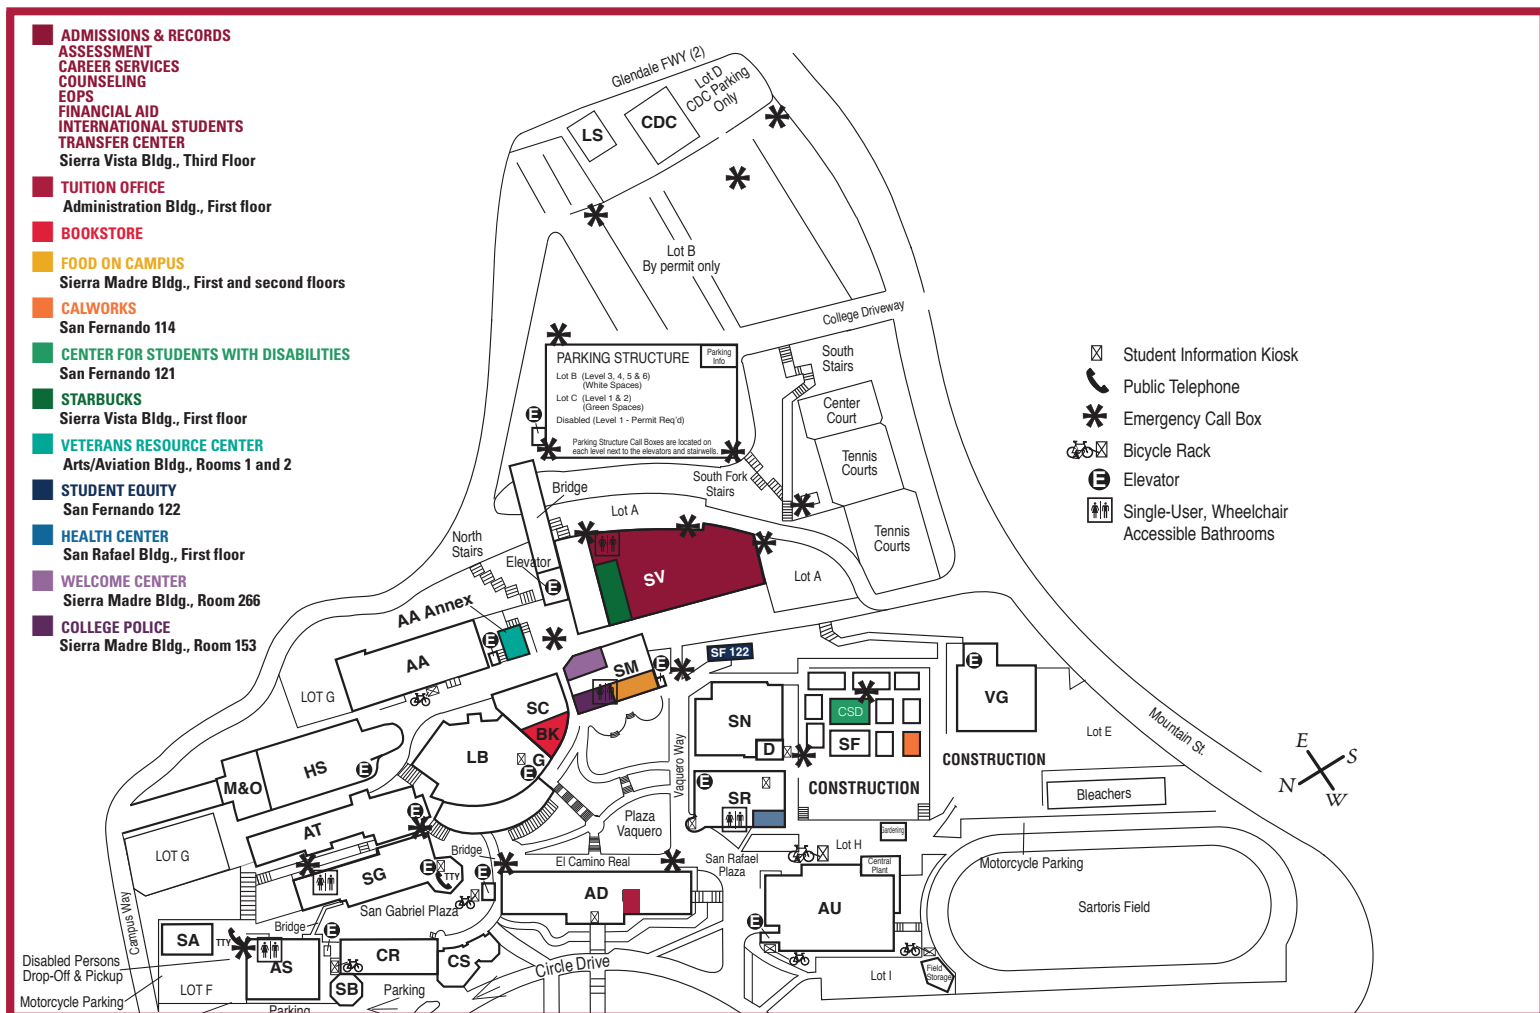 ADMISSIONS & RECORDS
ASSESSMENT
CAREER SERVICES
COUNSELING
EOPS
FINANCIAL AID
INTERNATIONAL STUDENTS
TRANSFER CENTER
Sierra Vista Bldg., Third Floor
TUITION OFFICE
Administration Bldg., First floor
BOOKSTORE
FOOD ON CAMPUS
Sierra Madre Bldg., First and second floors
CALWORKS
San Fernando 114
CENTER FOR STUDENTS WITH DISABILITIES
San Fernando 121
STARBUCKS
Sierra Vista Bldg., First floor
VETERANS RESOURCE CENTER
Arts/Aviation Bldg., Rooms 1 and 2
STUDENT EQUITY
San Fernando 122
HEALTH CENTER
San Rafael Bldg., First floor
WELCOME CENTER
Sierra Madre Bldg., Room 266
COLLEGE POLICE
Sierra Madre Bldg., Room 153
Glendale FWY (2)
Lot D
CDC Parking
Only
LS
CDC
Lot B
By permit only
College Driveway
PARKING STRUCTURE
Parking
Info
Lot B (Level 3, 4, 5 & 6)
(White Spaces)
Lot C (Level 1 & 2)
(Green Spaces)
Disabled (Level 1 - Permit Req'd)
Parking Structure Call Boxes are located on
each level next to the elevators and stairwells.
E
South
Stairs
Center
Court
Tennis
Courts
Tennis
Courts
South Fork
Stairs
Bridge
Lot A
North
Stairs
Elevator
E
SV
Lot A
Student Information Kiosk
Public Telephone
Emergency Call Box
Bicycle Rack
E
Elevator
Single-User, Wheelchair
Accessible Bathrooms
AA Annex
E
AA
LOT G
SM
E
SF 122
SC
BK
LB
G
E
SN
D
CSD
SF
E
VG
Lot E
Mountain St.
CONSTRUCTION
CONSTRUCTION
E
S
N
W
HS
E
M&O
AT
E
LOT G
Vaquero Way
E
SR
Plaza
Vaquero
Bleachers
Gardening
Lot H
Motorcycle Parking
Central
Plant
San Rafael
Plaza
El Camino Real
Bridge
SG
E
TTY
E
San Gabriel Plaza
AD
AU
E
Sartoris Field
Campus Way
Bridge
E
SA
TTY
AS
CR
CS
SB
Circle Drive
Disabled Persons
Drop-Off & Pickup
LOT F
Motorcycle Parking
Parking
Parking
Lot I
Field
Storage